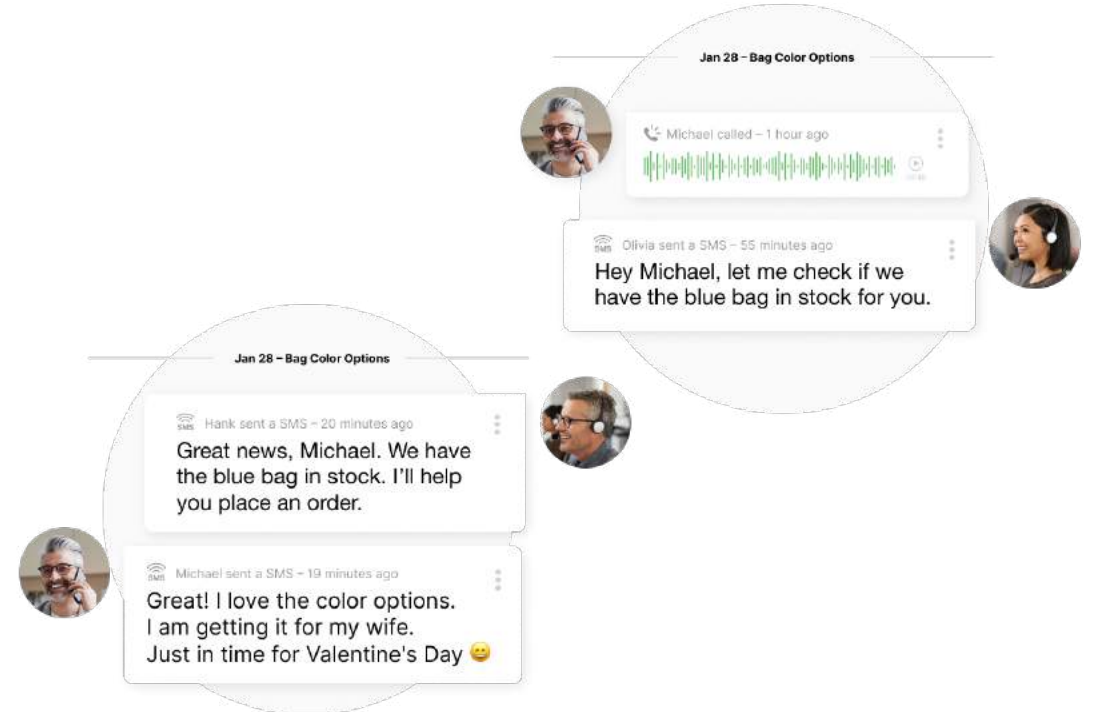 Jan 28 – Bag Color Options
Michael called – 1 hour ago
SMS Olivia sent a SMS – 55 minutes ago
Hey Michael, let me check if we
have the blue bag in stock for you.
Jan 28 – Bag Color Options
SMS Hank sent a SMS – 20 minutes ago
Great news, Michael. We have
the blue bag in stock. I'll help
you place an order.
SMS Michael sent a SMS – 19 minutes ago
Great! I love the color options.
I am getting it for my wife.
Just in time for Valentine's Day 😄